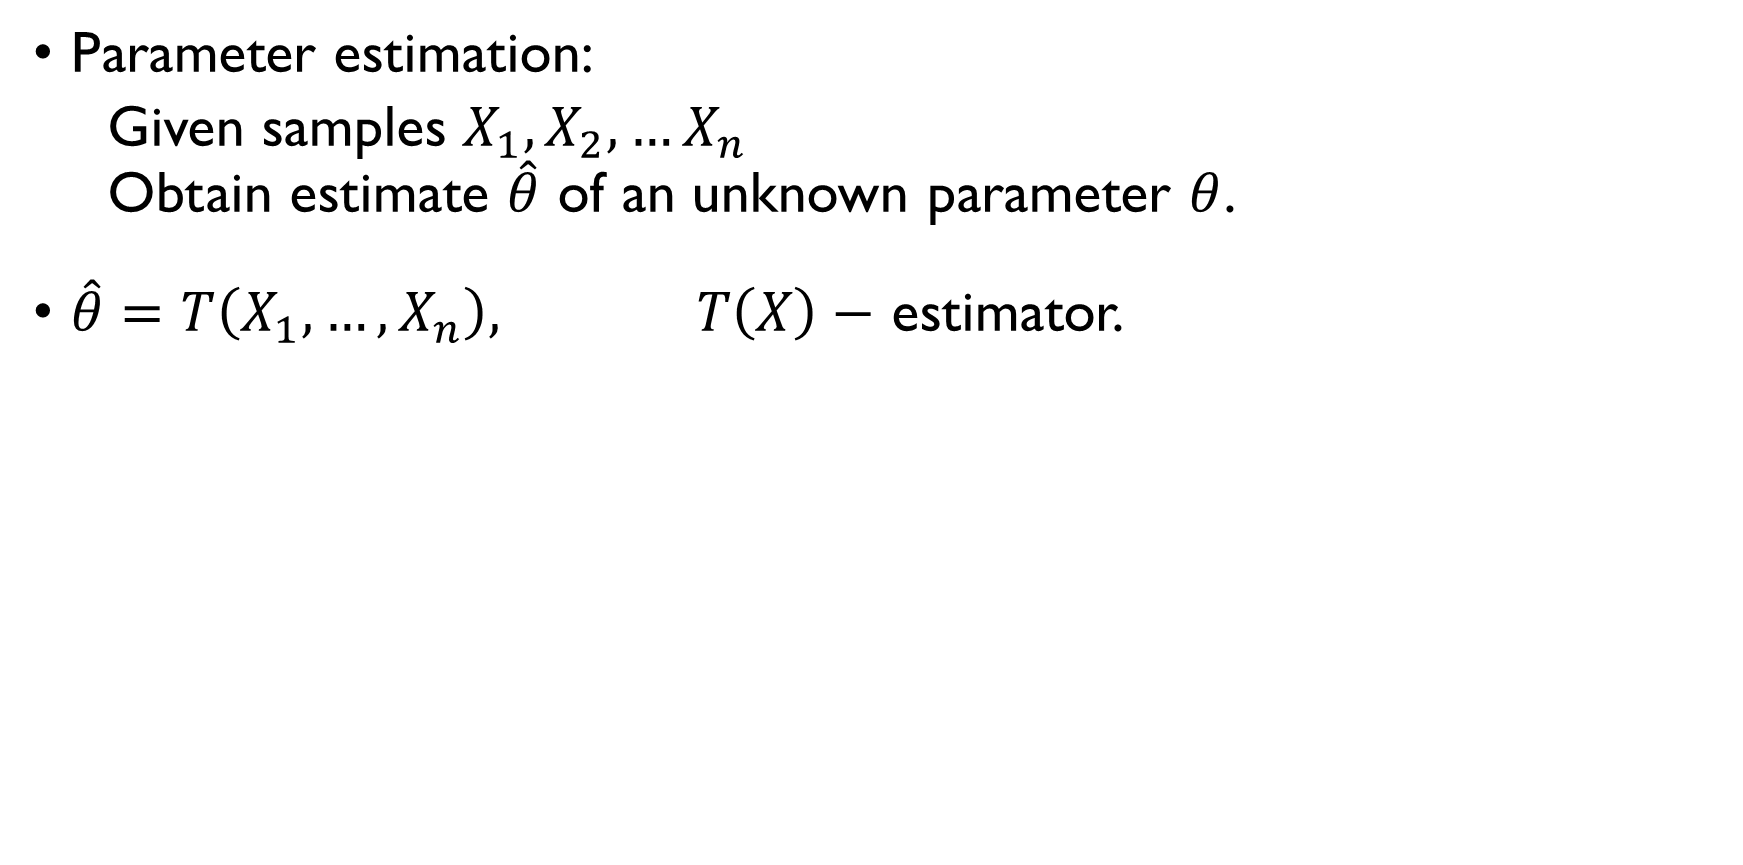 • Parameter estimation:
Given samples X₁, X₂, … Xₙ
Obtain estimate θ̂ of an unknown parameter θ.
• θ̂ = T(X₁, … , Xₙ), T(X) − estimator.